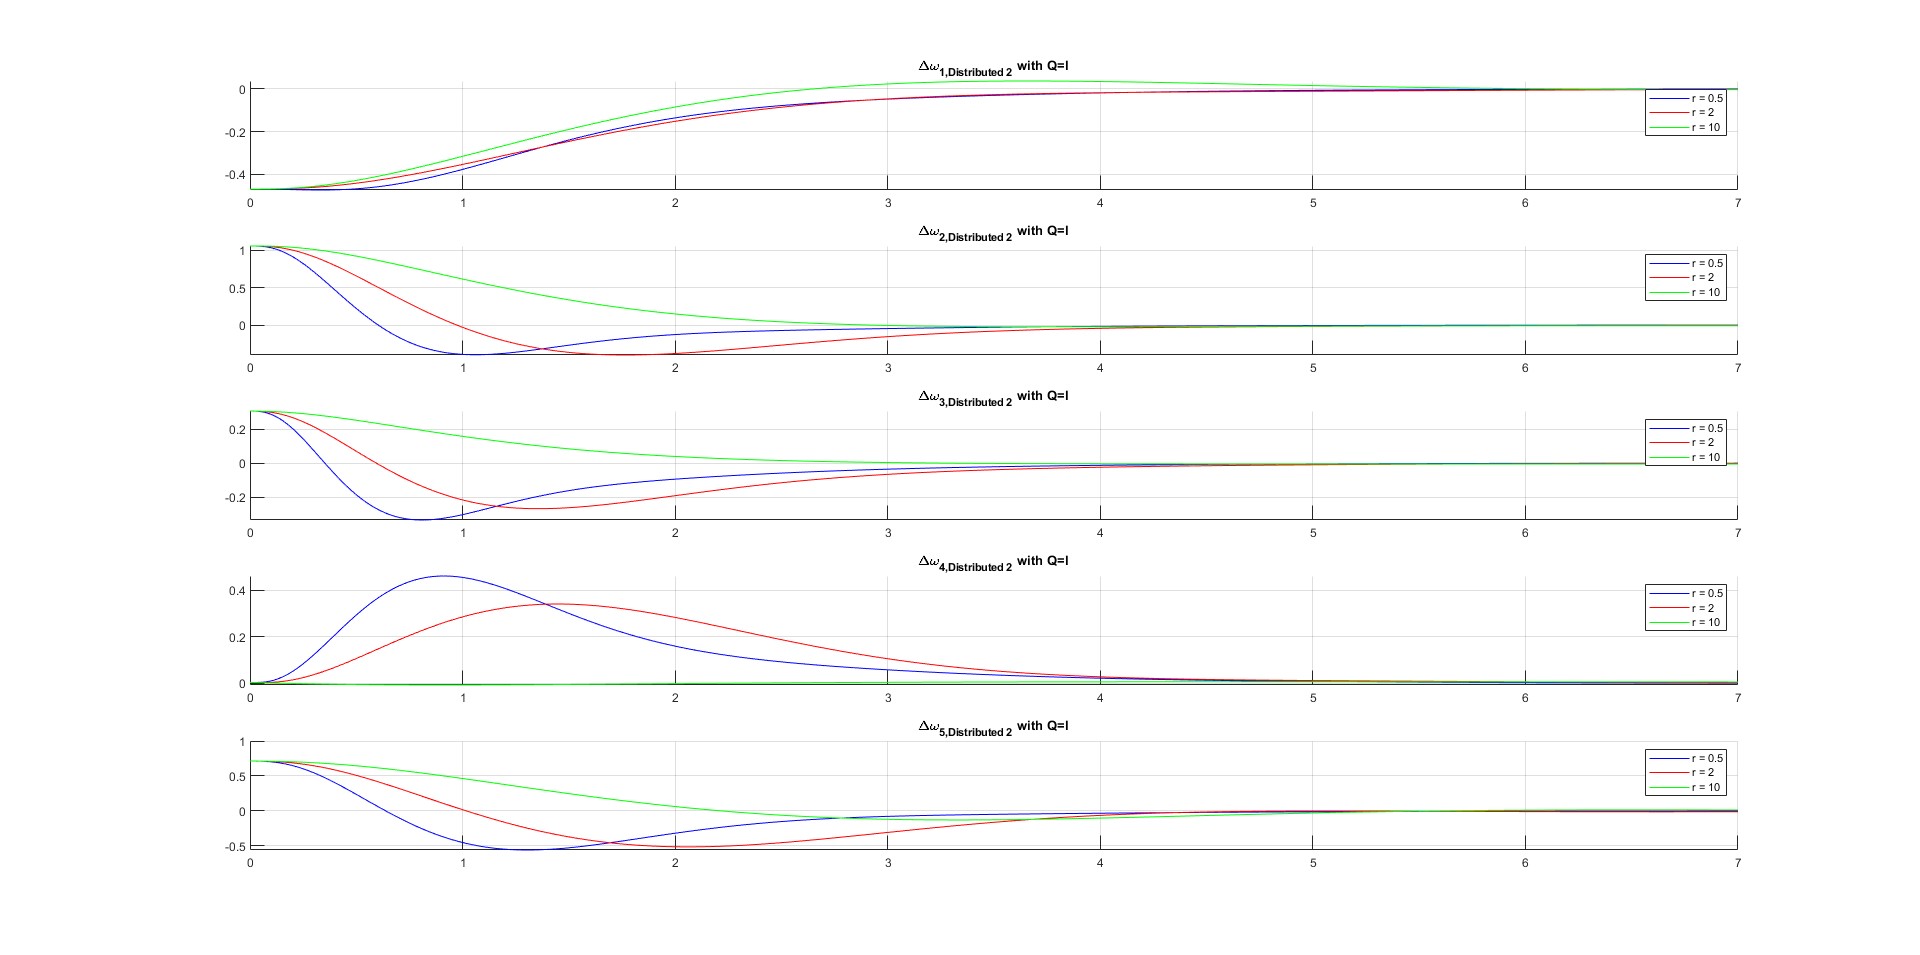 Δω1,Distributed 2 with Q=I
0
-0.2
-0.4
r = 0.5
r = 2
r = 10
0 1 2 3 4 5 6 7
Δω2,Distributed 2 with Q=I
1
0.5
0
r = 0.5
r = 2
r = 10
0 1 2 3 4 5 6 7
Δω3,Distributed 2 with Q=I
0.2
0
-0.2
r = 0.5
r = 2
r = 10
0 1 2 3 4 5 6 7
Δω4,Distributed 2 with Q=I
0.4
0.2
0
r = 0.5
r = 2
r = 10
0 1 2 3 4 5 6 7
Δω5,Distributed 2 with Q=I
1
0.5
0
-0.5
r = 0.5
r = 2
r = 10
0 1 2 3 4 5 6 7